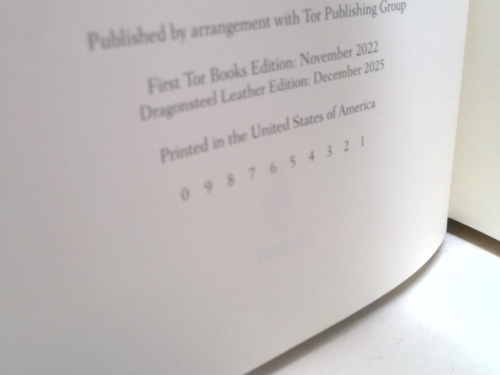 Published by arrangement with Tor Publishing Group
First Tor Books Edition: November 2022
Dragonsteel Leather Edition: December 2025
Printed in the United States of America
0 9 8 7 6 5 4 3 2 1